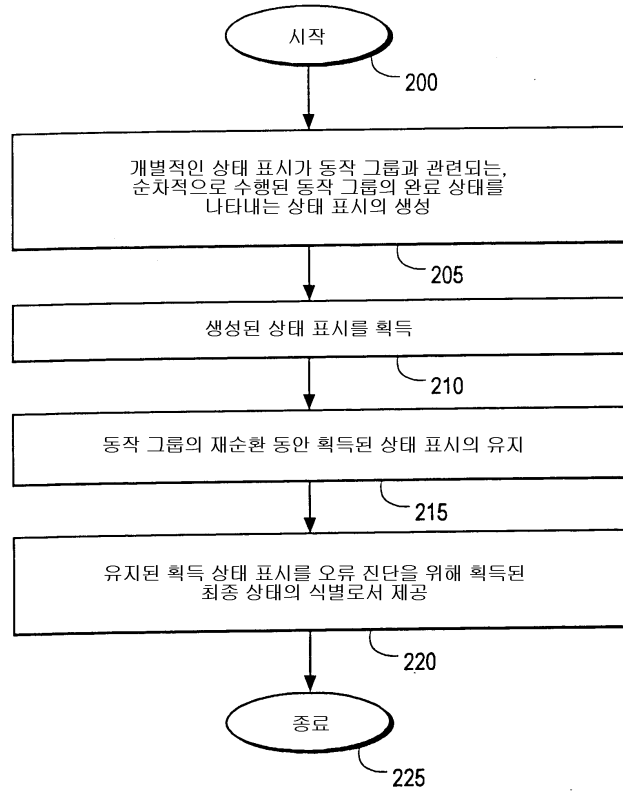 시작
200
개별적인 상태 표시가 동작 그룹과 관련되는,
순차적으로 수행된 동작 그룹의 완료 상태를
나타내는 상태 표시의 생성
205
생성된 상태 표시를 획득
210
동작 그룹의 재순환 동안 획득된 상태 표시의 유지
215
유지된 획득 상태 표시를 오류 진단을 위해 획득된
최종 상태의 식별로서 제공
220
종료
225